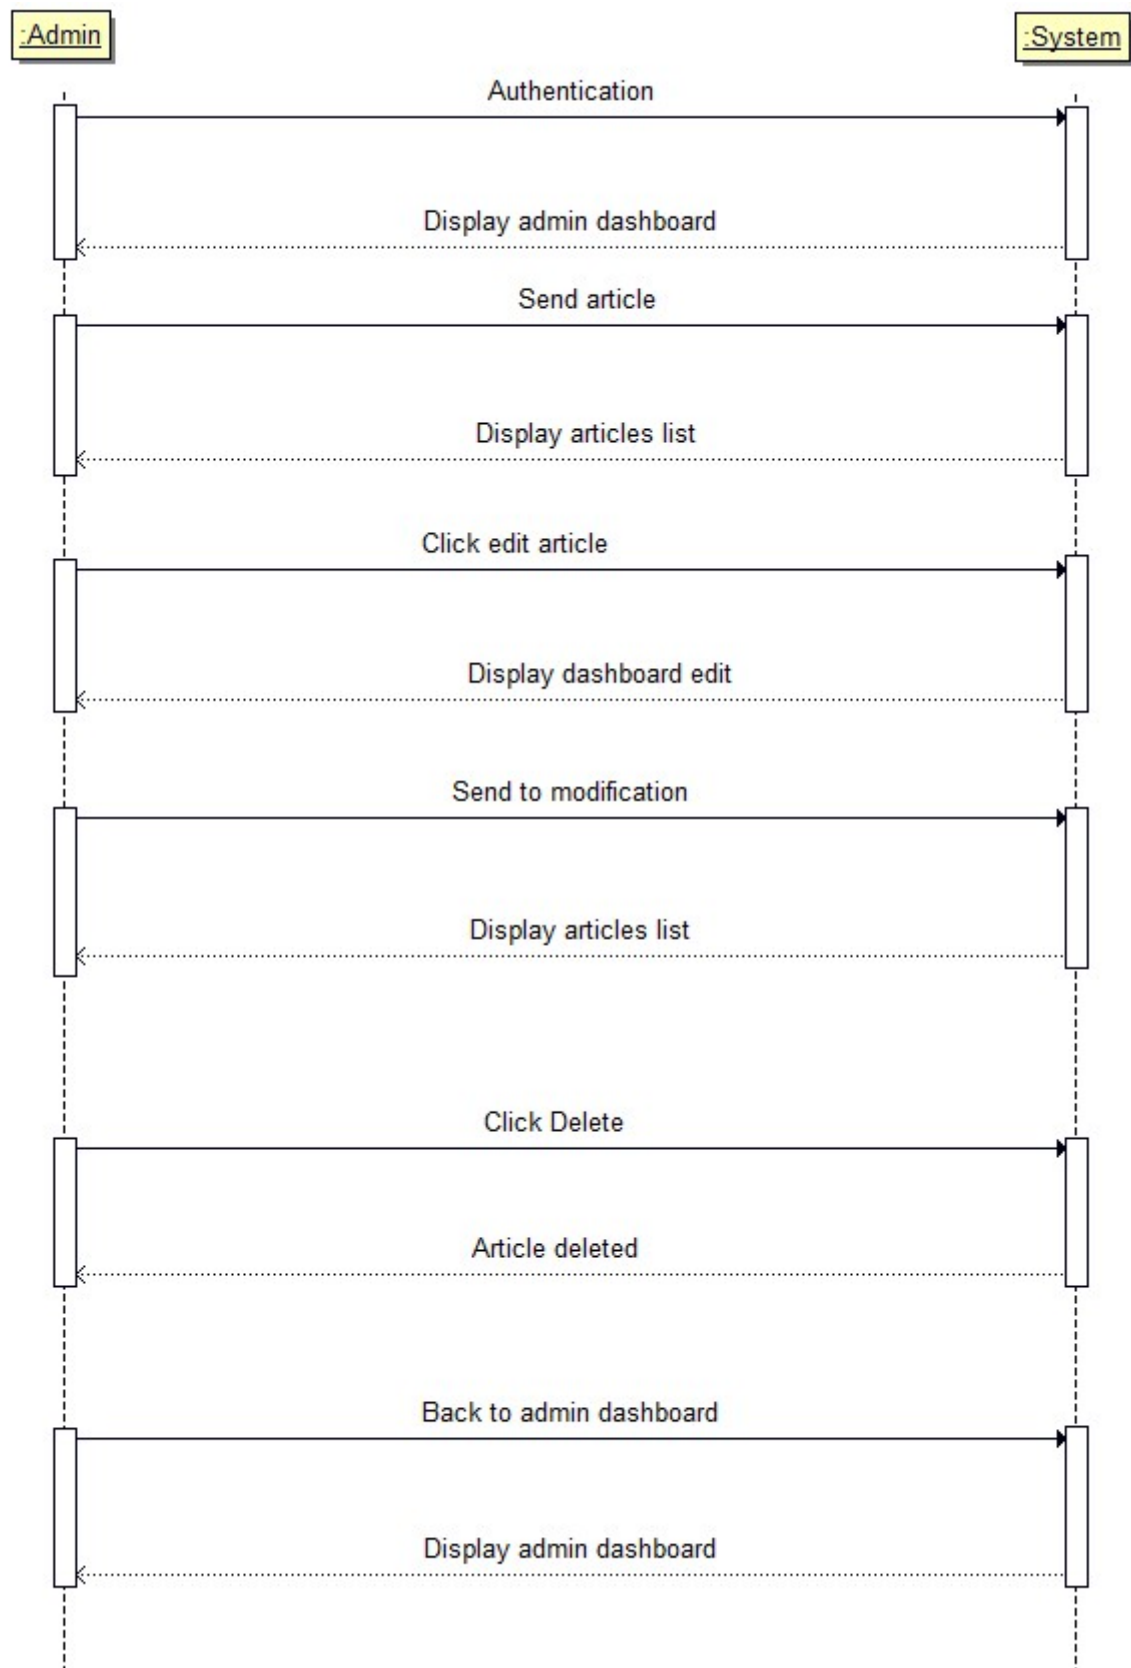 :Admin
:System
Authentication
Display admin dashboard
Send article
Display articles list
Click edit article
Display dashboard edit
Send to modification
Display articles list
Click Delete
Article deleted
Back to admin dashboard
Display admin dashboard